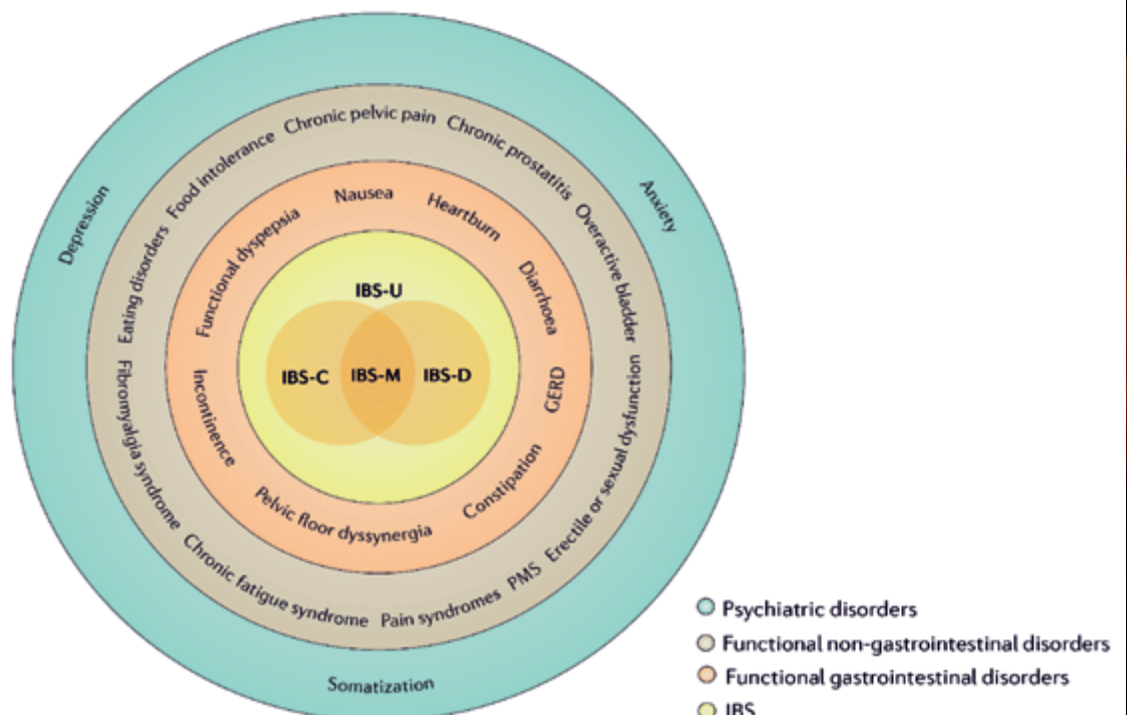 Depression
Anxiety
Somatization
Chronic pelvic pain
Chronic prostatitis
Overactive bladder
Erectile or sexual dysfunction
PMS
Pain syndromes
Chronic fatigue syndrome
Fibromyalgia syndrome
Eating disorders
Food intolerance
Nausea
Heartburn
Diarrhoea
GERD
Constipation
Pelvic floor dyssynergia
Incontinence
Functional dyspepsia
IBS-U
IBS-C
IBS-M
IBS-D
Psychiatric disorders
Functional non-gastrointestinal disorders
Functional gastrointestinal disorders
IBS